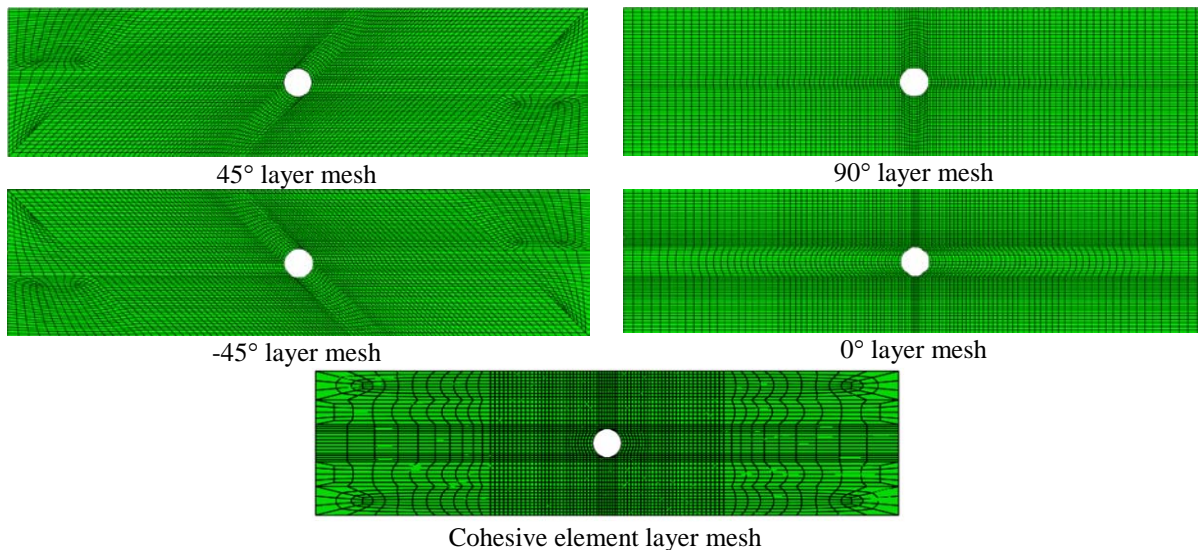 45° layer mesh
90° layer mesh
-45° layer mesh
0° layer mesh
Cohesive element layer mesh